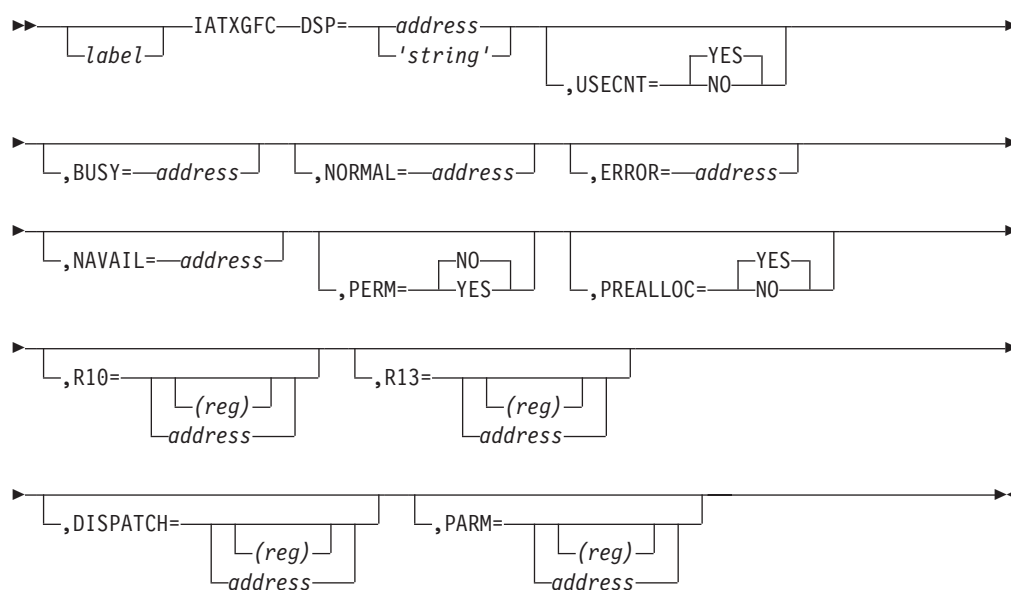 label IATXGFC DSP= address
'string' ,USECNT= YES
NO
,BUSY= address ,NORMAL= address ,ERROR= address
,NAVAIL= address ,PERM= NO
YES ,PREALLOC= YES
NO
,R10= (reg)
address ,R13= (reg)
address
,DISPATCH= (reg)
address ,PARM= (reg)
address